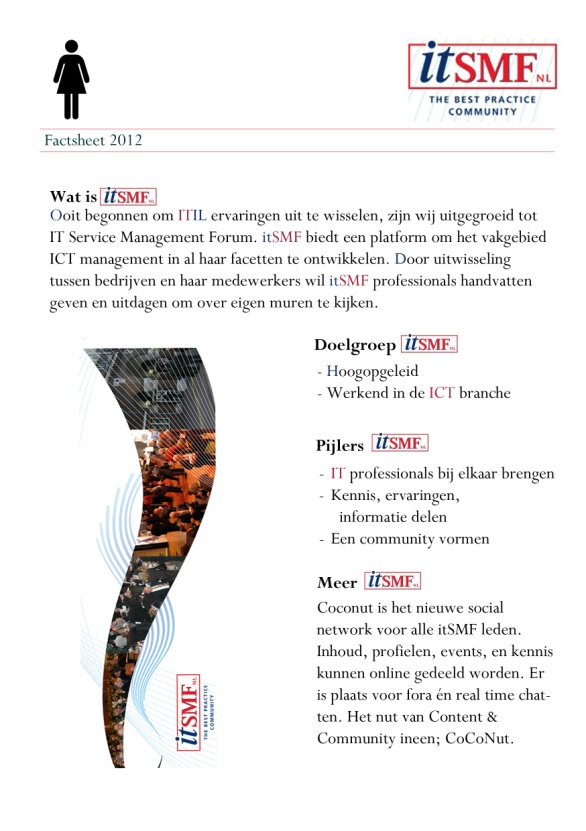 itSMF NL
THE BEST PRACTICE
COMMUNITY
Factsheet 2012
Wat is itSMF NL
Ooit begonnen om ITIL ervaringen uit te wisselen, zijn wij uitgegroeid tot
IT Service Management Forum. itSMF biedt een platform om het vakgebied
ICT management in al haar facetten te ontwikkelen. Door uitwisseling
tussen bedrijven en haar medewerkers wil itSMF professionals handvatten
geven en uitdagen om over eigen muren te kijken.
Doelgroep itSMF NL
- Hoogopgeleid
- Werkend in de ICT branche
Pijlers itSMF NL
- IT professionals bij elkaar brengen
- Kennis, ervaringen,
informatie delen
- Een community vormen
Meer itSMF NL
Coconut is het nieuwe social
network voor alle itSMF leden.
Inhoud, profielen, events, en kennis
kunnen online gedeeld worden. Er
is plaats voor fora én real time chat-
ten. Het nut van Content &
Community ineen; CoCoNut.
itSMF NL
THE BEST PRACTICE
COMMUNITY